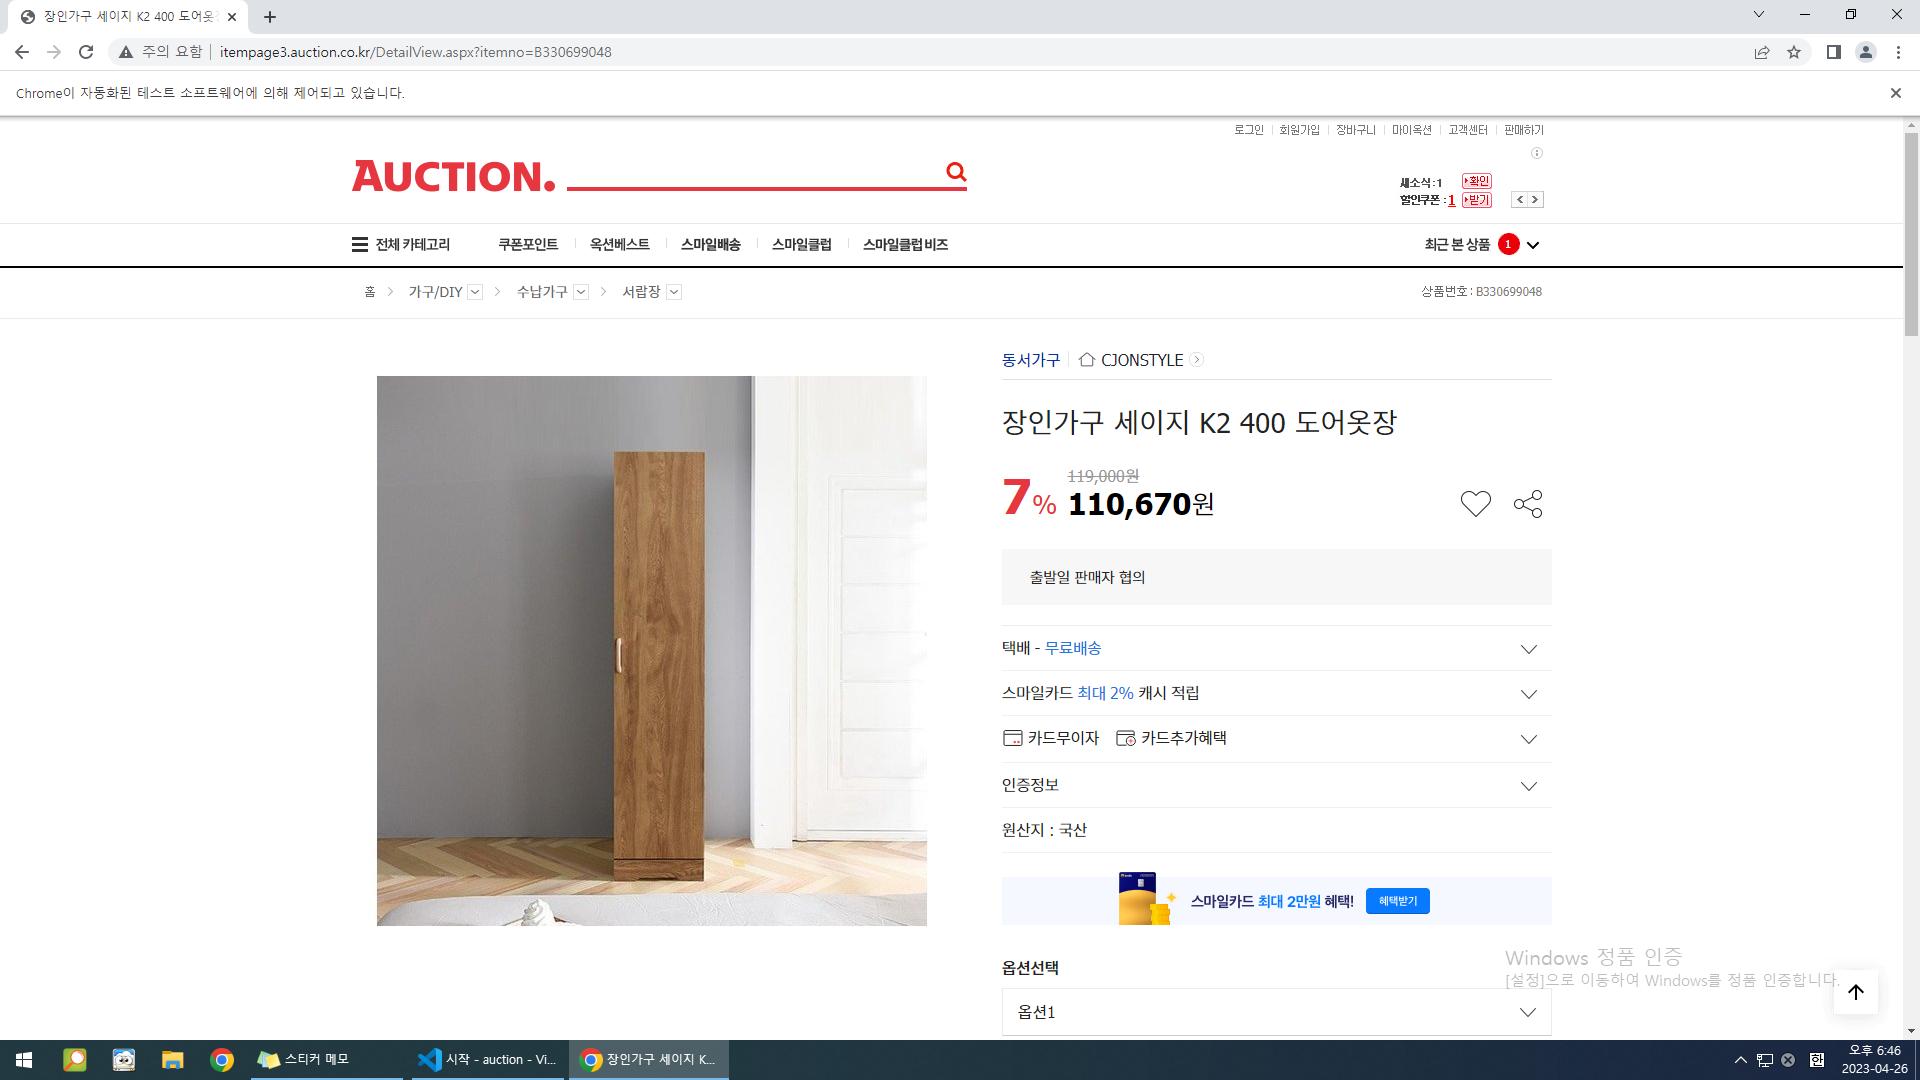 장인가구 세이지 K2 400 도어옷
주의 요함
itempage3.auction.co.kr/DetailView.aspx?itemno=B330699048
Chrome이 자동화된 테스트 소프트웨어에 의해 제어되고 있습니다.
로그인 회원가입 장바구니 마이옥션 고객센터 판매하기
AUCTION.
새소식:1 확인
할인쿠폰 : 1 받기
전체 카테고리 쿠폰포인트 옥션베스트 스마일배송 스마일클럽 스마일클럽 비즈 최근 본 상품 1
홈 가구/DIY 수납가구 서랍장 상품번호 : B330699048
동서가구 CJONSTYLE
장인가구 세이지 K2 400 도어옷장
119,000원
7% 110,670원
출발일 판매자 협의
택배 - 무료배송
스마일카드 최대 2% 캐시 적립
카드무이자 카드추가혜택
인증정보
원산지 : 국산
스마일카드 최대 2만원 혜택! 혜택받기
Windows 정품 인증
옵션선택
[설정]으로 이동하여 Windows를 정품 인증합니다.
옵션1
스티커 메모
시작 - auction - Vi...
장인가구 세이지 K...
한
오후 6:46
2023-04-26